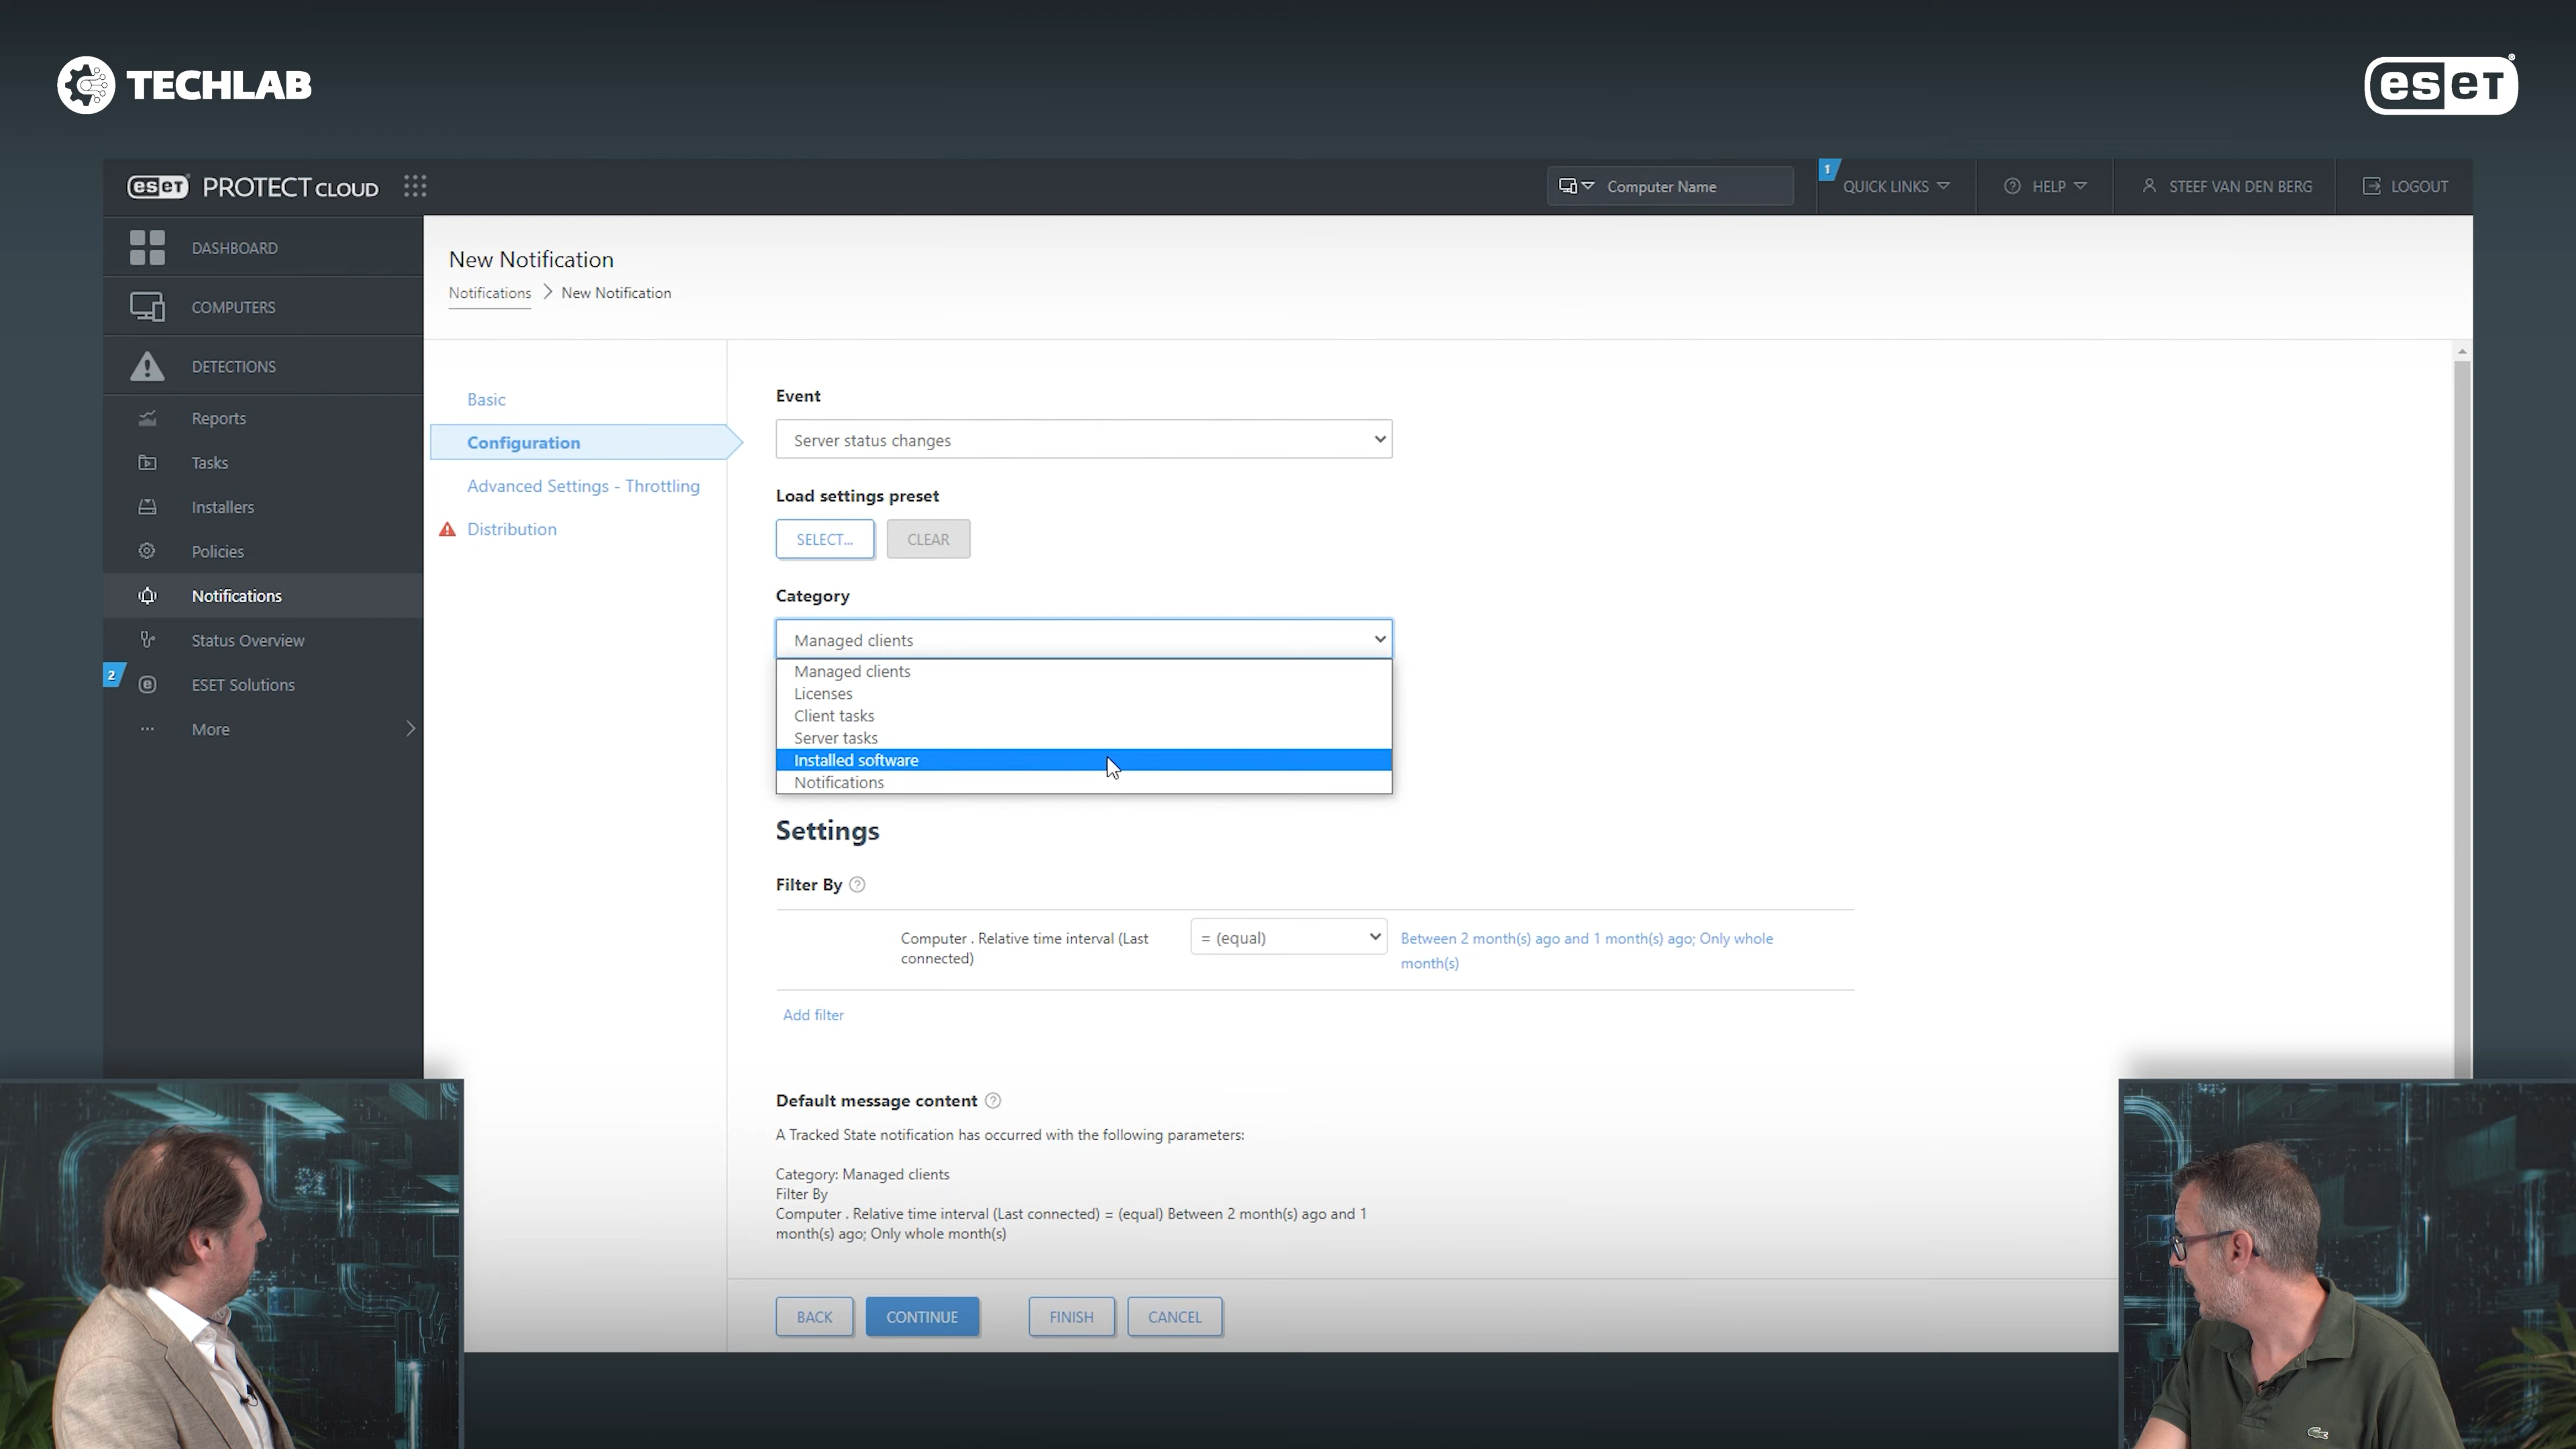 TECHLAB
eset
eset PROTECT CLOUD
Computer Name
1
QUICK LINKS
HELP
STEEF VAN DEN BERG
LOGOUT
DASHBOARD
COMPUTERS
DETECTIONS
Reports
Tasks
Installers
Policies
Notifications
Status Overview
2
ESET Solutions
More
New Notification
Notifications > New Notification
Basic
Configuration
Advanced Settings - Throttling
Distribution
Event
Server status changes
Load settings preset
SELECT... CLEAR
Category
Managed clients
Managed clients
Licenses
Client tasks
Server tasks
Installed software
Notifications
Settings
Filter By ?
Computer . Relative time interval (Last
connected)
= (equal)
Between 2 month(s) ago and 1 month(s) ago; Only whole
month(s)
Add filter
Default message content ?
A Tracked State notification has occurred with the following parameters:
Category: Managed clients
Filter By
Computer . Relative time interval (Last connected) = (equal) Between 2 month(s) ago and 1
month(s) ago; Only whole month(s)
BACK CONTINUE FINISH CANCEL